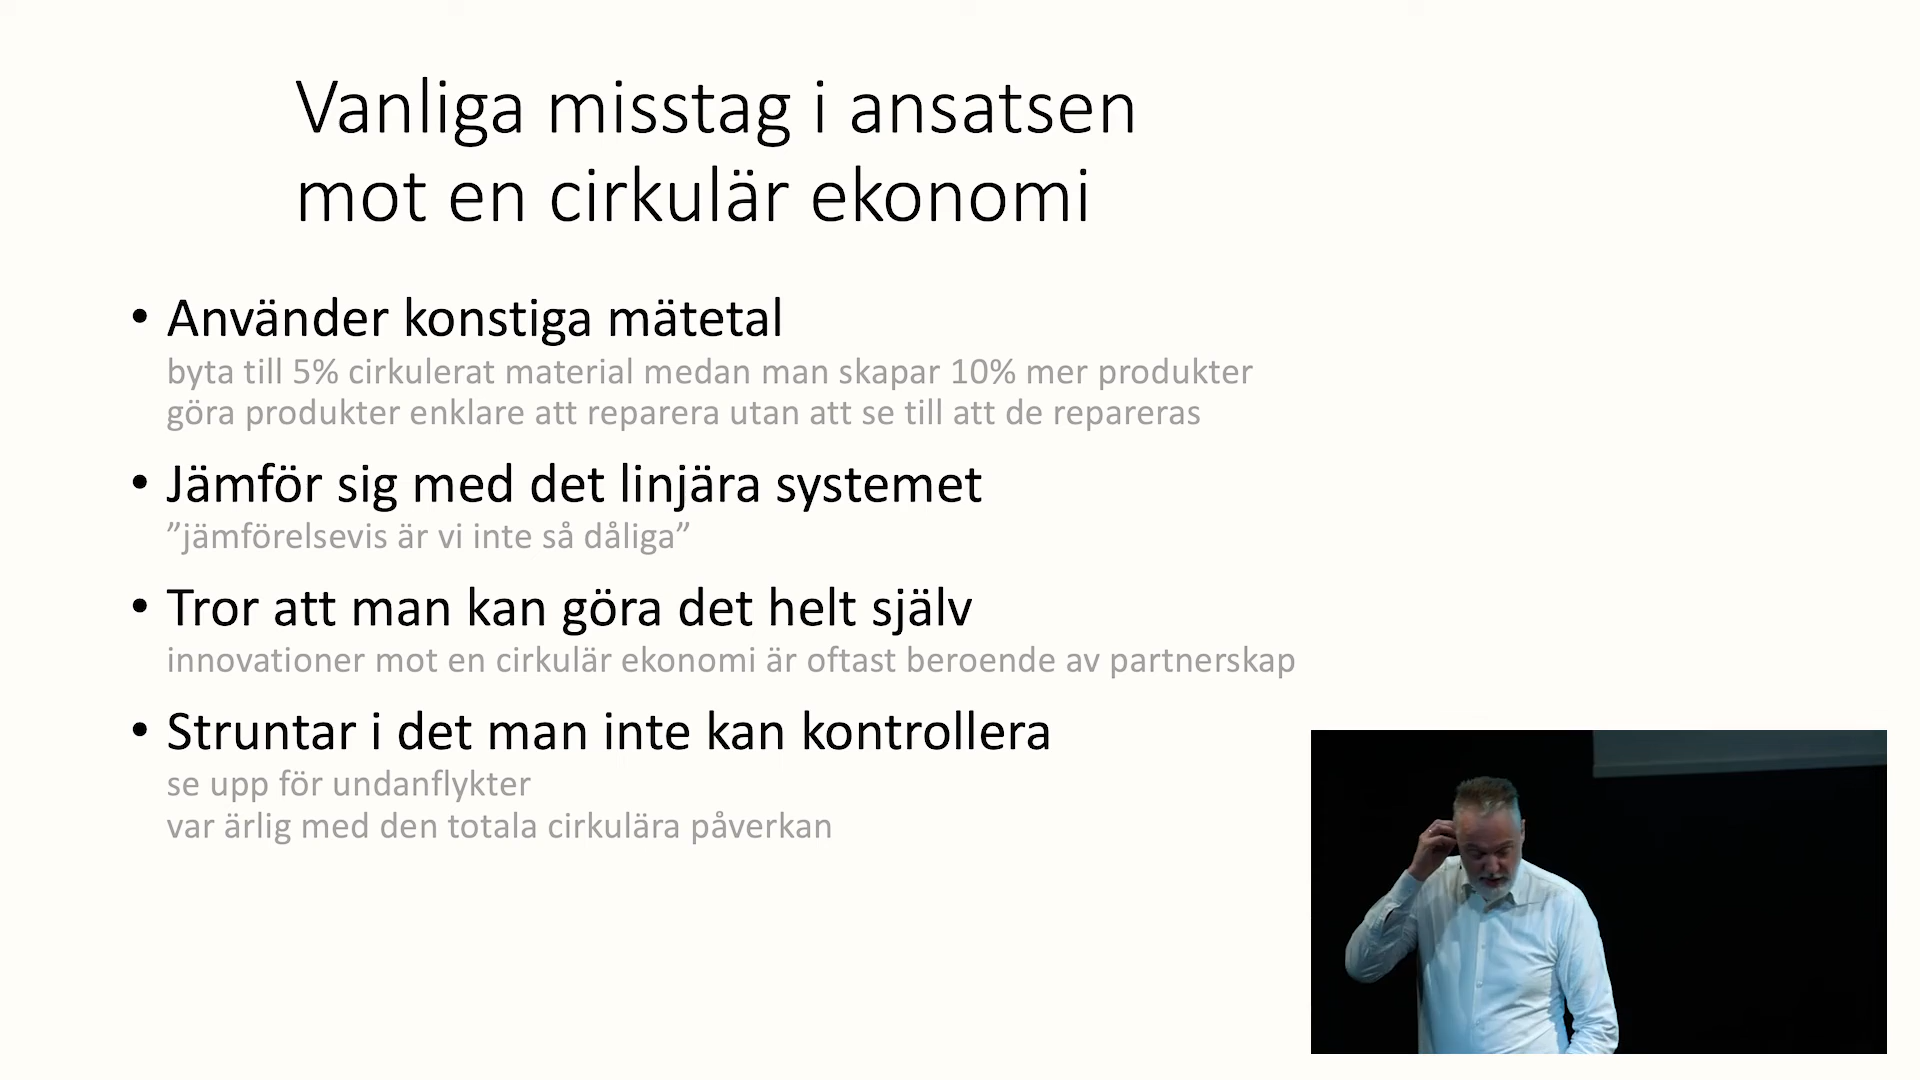 Vanliga misstag i ansatsen
mot en cirkulär ekonomi
• Använder konstiga mätetal
byta till 5% cirkulerat material medan man skapar 10% mer produkter
göra produkter enklare att reparera utan att se till att de repareras
• Jämför sig med det linjära systemet
”jämförelsevis är vi inte så dåliga”
• Tror att man kan göra det helt själv
innovationer mot en cirkulär ekonomi är oftast beroende av partnerskap
• Struntar i det man inte kan kontrollera
se upp för undanflykter
var ärlig med den totala cirkulära påverkan